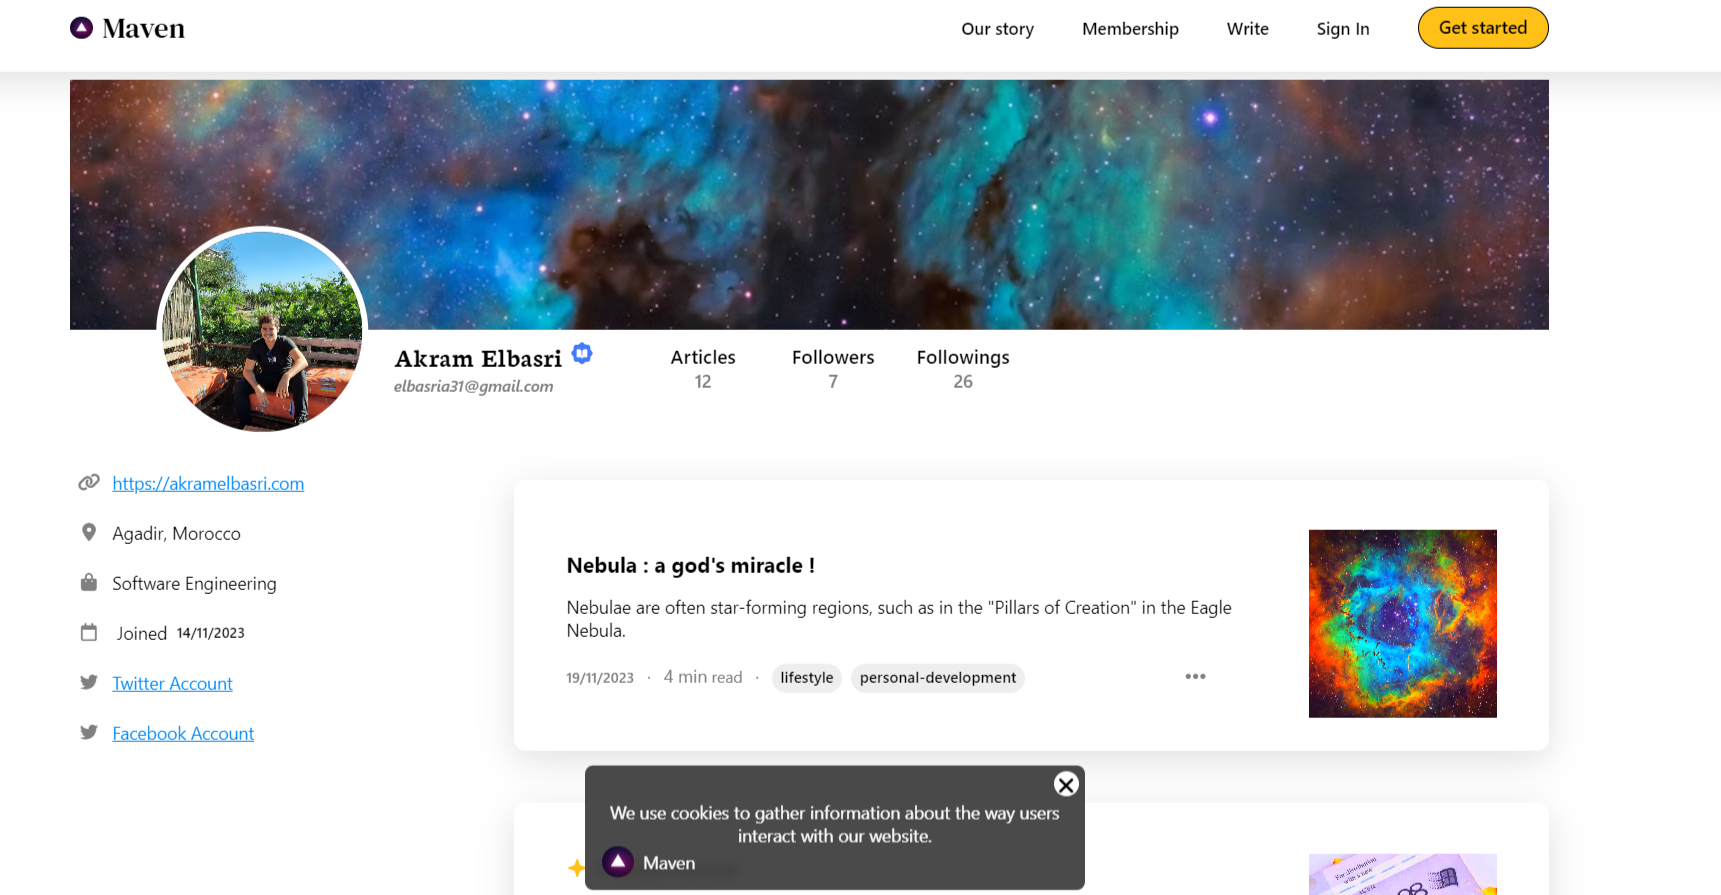 Maven
Our story
Membership
Write
Sign In
Get started
Akram Elbasri
elbasria31@gmail.com
Articles
12
Followers
7
Followings
26
https://akramelbasri.com
Agadir, Morocco
Software Engineering
Joined 14/11/2023
Twitter Account
Facebook Account
Nebula : a god's miracle !
Nebulae are often star-forming regions, such as in the "Pillars of Creation" in the Eagle
Nebula.
19/11/2023 · 4 min read · lifestyle personal-development
We use cookies to gather information about the way users
interact with our website.
Maven
For distribution
with a new